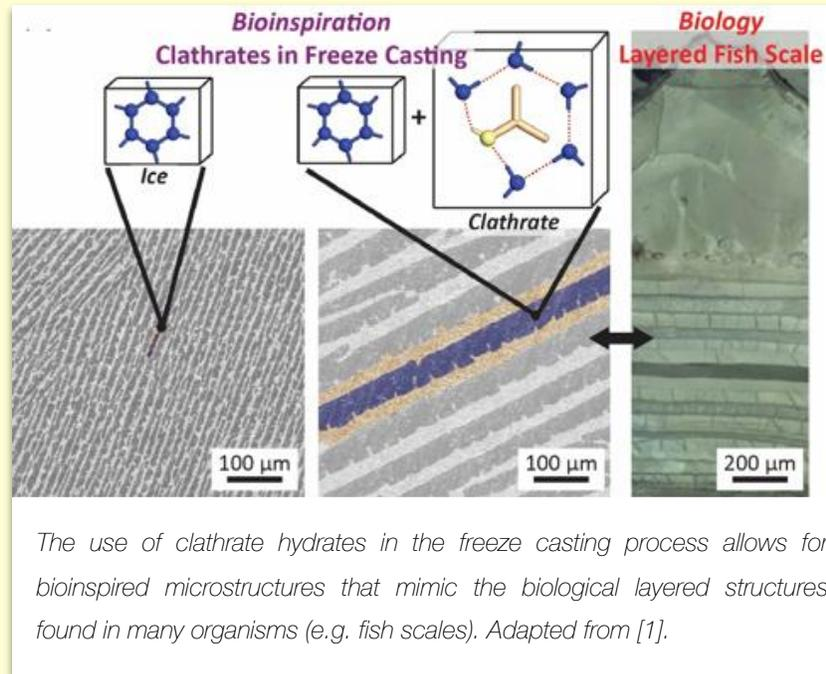 Bioinspiration
Clathrates in Freeze Casting
Biology
Layered Fish Scale
+
Ice
Clathrate
100 µm
100 µm
200 µm
The use of clathrate hydrates in the freeze casting process allows for
bioinspired microstructures that mimic the biological layered structures
found in many organisms (e.g. fish scales). Adapted from [1].